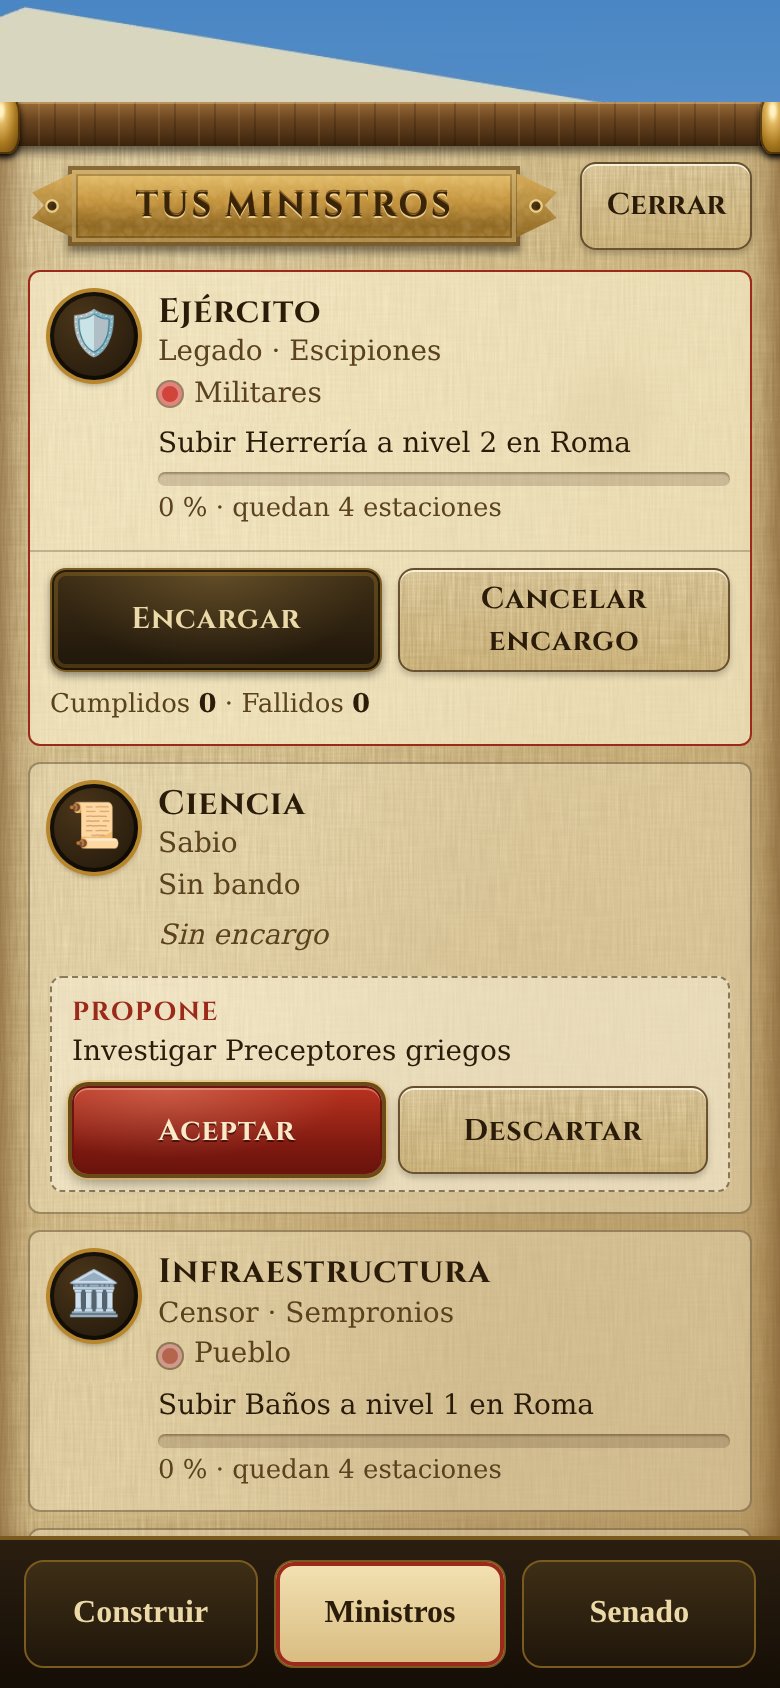 TUS MINISTROS
CERRAR
EJÉRCITO
Legado · Escipiones
Militares
Subir Herrería a nivel 2 en Roma
0 % · quedan 4 estaciones
ENCARGAR
CANCELAR
ENCARGO
Cumplidos 0 · Fallidos 0
CIENCIA
Sabio
Sin bando
Sin encargo
PROPONE
Investigar Preceptores griegos
ACEPTAR
DESCARTAR
INFRAESTRUCTURA
Censor · Sempronios
Pueblo
Subir Baños a nivel 1 en Roma
0 % · quedan 4 estaciones
Construir
Ministros
Senado